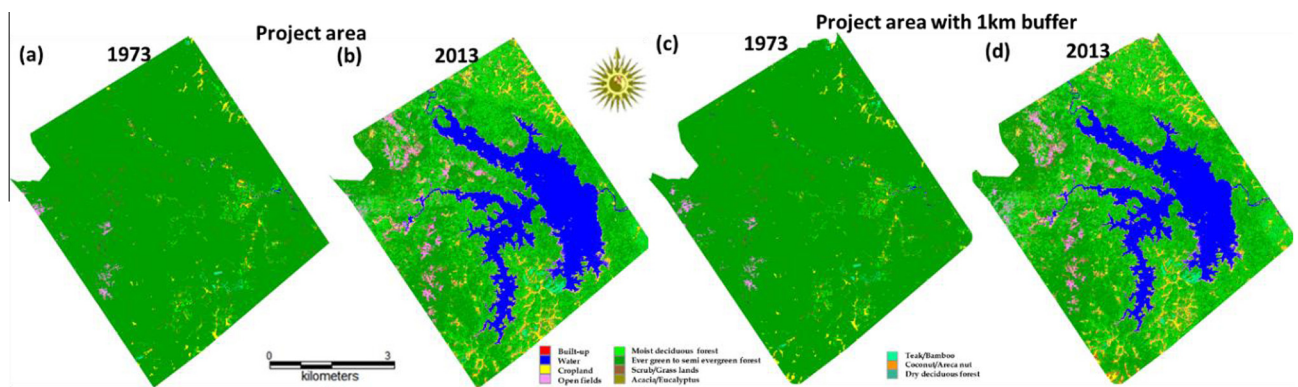 Project area
Project area with 1km buffer
(a)
1973
(b)
2013
(c)
1973
(d)
2013
0 3
kilometers
Built-up
Water
Cropland
Open fields
Moist deciduous forest
Ever green to semi evergreen forest
Scrub/Grass lands
Acacia/Eucalyptus
Teak/Bamboo
Coconut/Areca nut
Dry deciduous forest